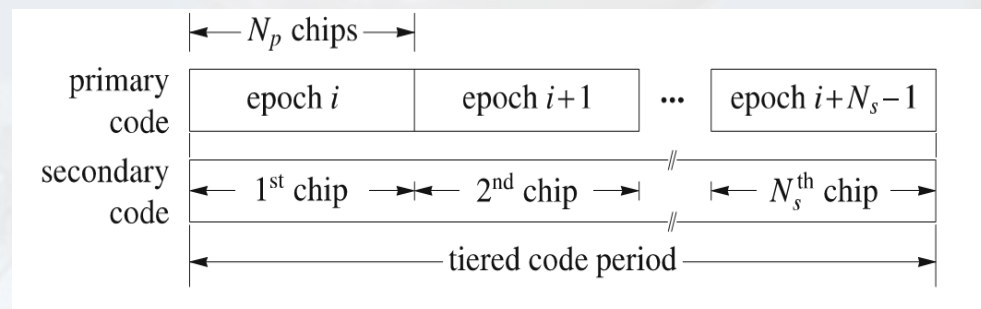 N_p chips
primary code
epoch i
epoch i+1
...
epoch i+N_s−1
secondary code
1st chip
2nd chip
N_s^th chip
tiered code period